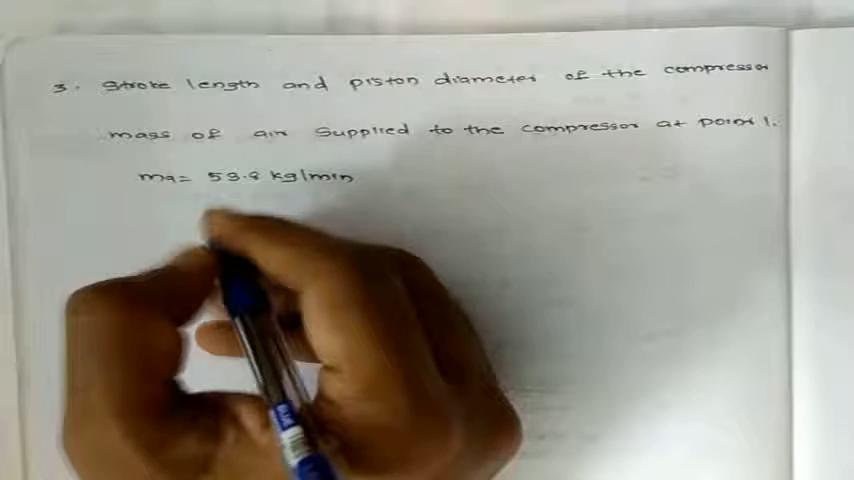 3. Stroke length and piston diameter of the compressor
mass of air Supplied to the compressor at point 1.
ma= 53.8 kg/min